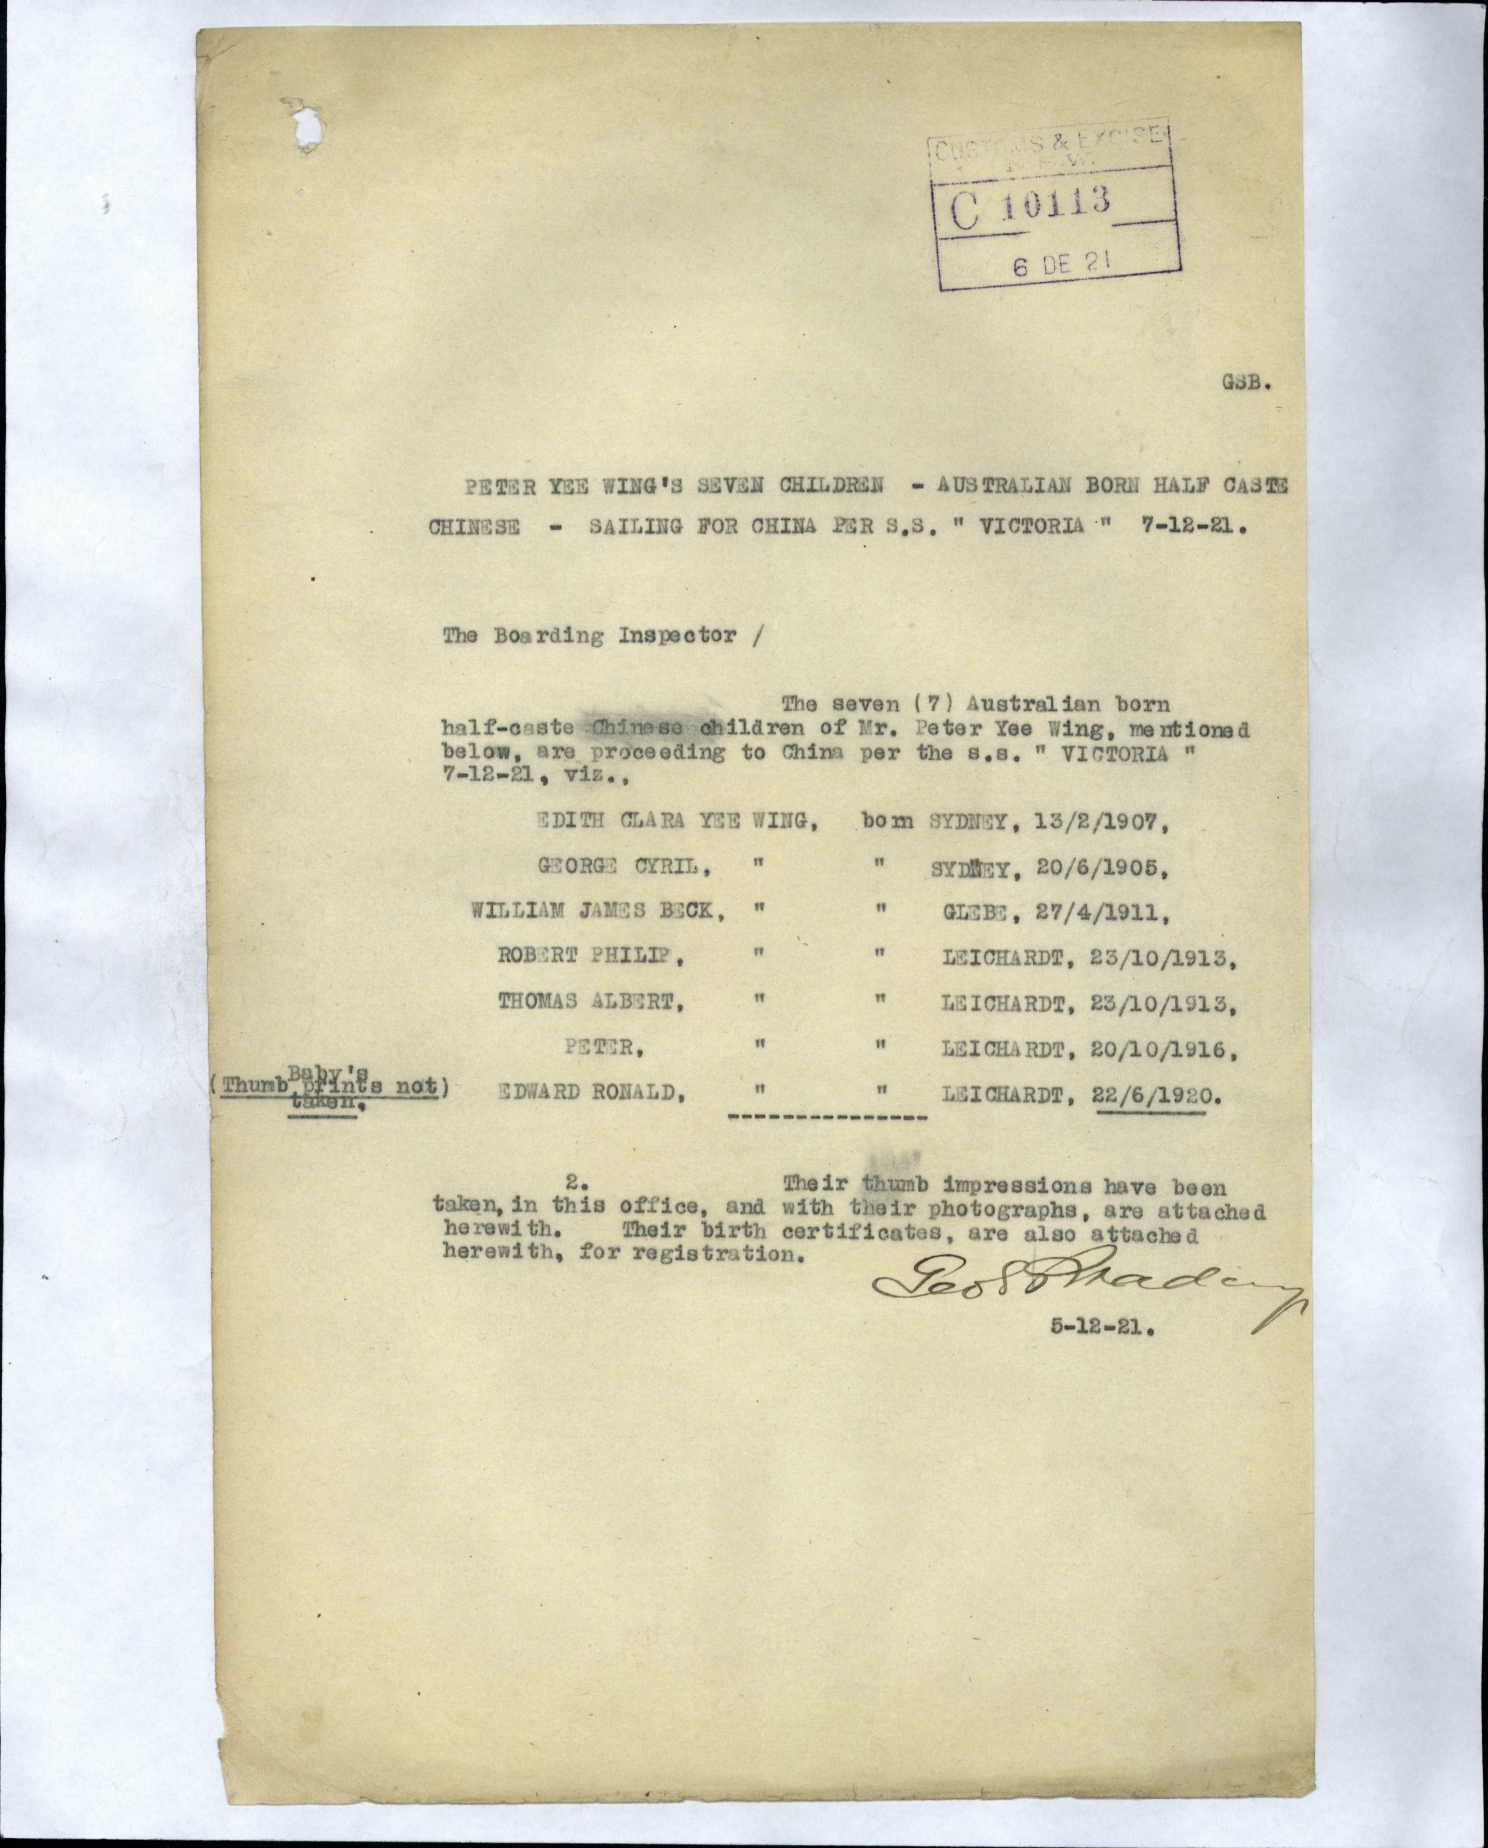 CUSTOMS & EXCISE
C 10113
6 DE 21
GSB.
PETER YEE WING'S SEVEN CHILDREN - AUSTRALIAN BORN HALF CASTE
CHINESE - SAILING FOR CHINA PER S.S. " VICTORIA " 7-12-21.
The Boarding Inspector /
The seven (7) Australian born
half-caste Chinese children of Mr. Peter Yee Wing, mentioned
below, are proceeding to China per the s.s. " VICTORIA "
7-12-21, viz.,
EDITH CLARA YEE WING, born SYDNEY, 13/2/1907,
GEORGE CYRIL, " " SYDNEY, 20/6/1905,
WILLIAM JAMES BECK, " " GLEBE, 27/4/1911,
ROBERT PHILIP, " " LEICHARDT, 23/10/1913,
THOMAS ALBERT, " " LEICHARDT, 23/10/1913,
PETER, " " LEICHARDT, 20/10/1916,
Baby's
(Thumb prints not) EDWARD RONALD, " " LEICHARDT, 22/6/1920.
taken.
2. Their thumb impressions have been
taken, in this office, and with their photographs, are attached
herewith. Their birth certificates, are also attached
herewith, for registration.
5-12-21.